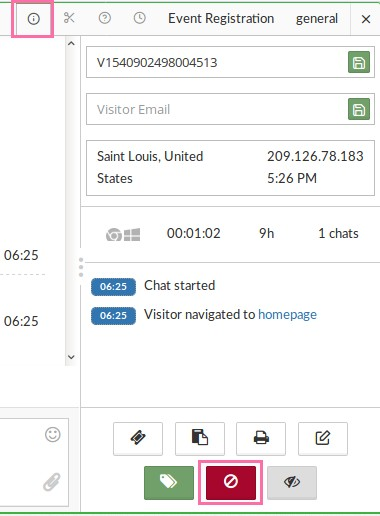 Event Registration general
V1540902498004513
Visitor Email
Saint Louis, United States
209.126.78.183
5:26 PM
00:01:02 9h 1 chats
06:25
06:25
06:25 Chat started
06:25 Visitor navigated to homepage